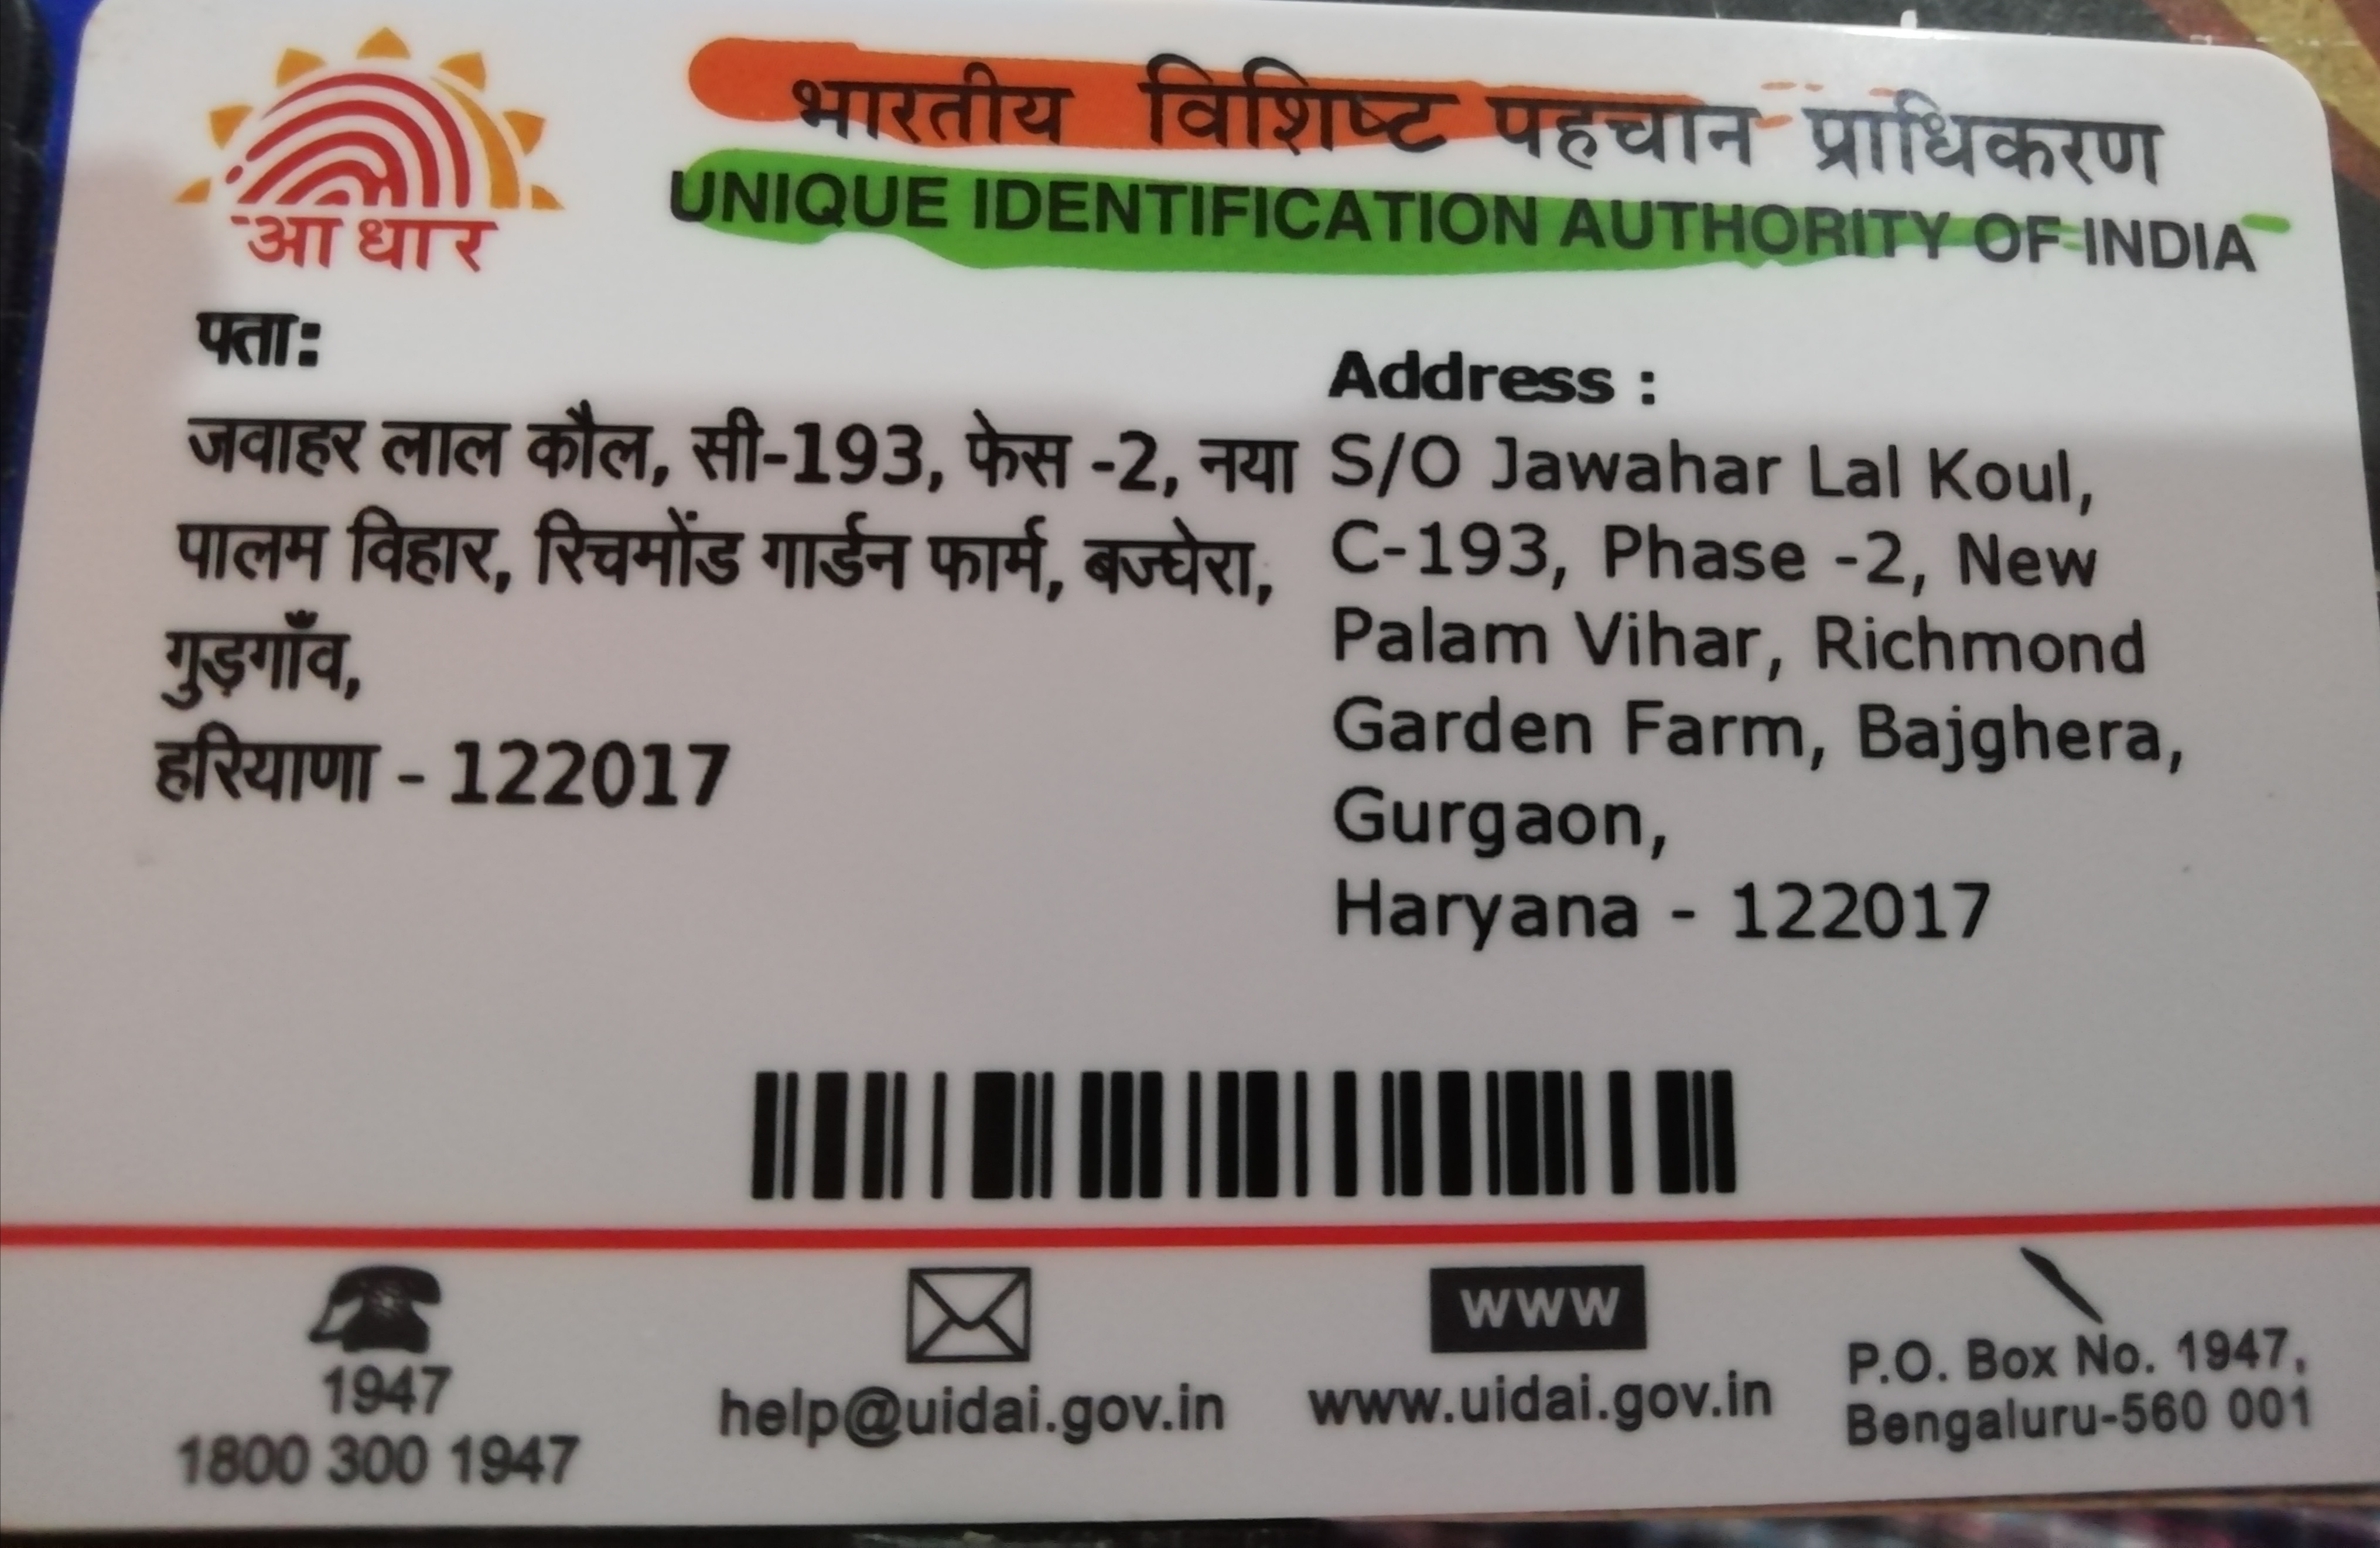 आधार
भारतीय विशिष्ट पहचान प्राधिकरण
UNIQUE IDENTIFICATION AUTHORITY OF INDIA
पता:
जवाहर लाल कौल, सी-193, फेस -2, नया
पालम विहार, रिचमोंड गार्डन फार्म, बज्घेरा,
गुड़गाँव,
हरियाणा - 122017
Address :
S/O Jawahar Lal Koul,
C-193, Phase -2, New
Palam Vihar, Richmond
Garden Farm, Bajghera,
Gurgaon,
Haryana - 122017
1947
1800 300 1947
help@uidai.gov.in
WWW
www.uidai.gov.in
P.O. Box No. 1947,
Bengaluru-560 001